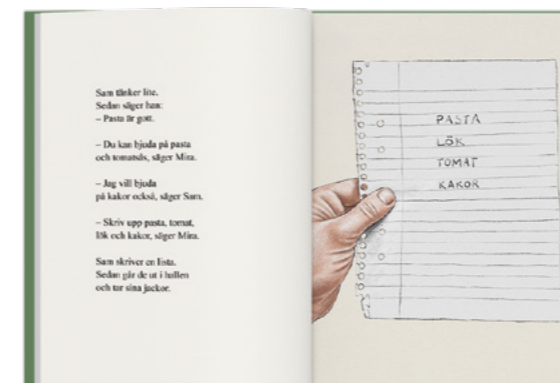 Sam tänker lite.
Sedan säger han:
– Pasta är gott.
– Du kan bjuda på pasta
och tomatsås, säger Mira.
– Jag vill bjuda
på kakor också, säger Sam.
– Skriv upp pasta, tomat,
lök och kakor, säger Mira.
Sam skriver en lista.
Sedan går de ut i hallen
och tar sina jackor.
PASTA
LÖK
TOMAT
KAKOR